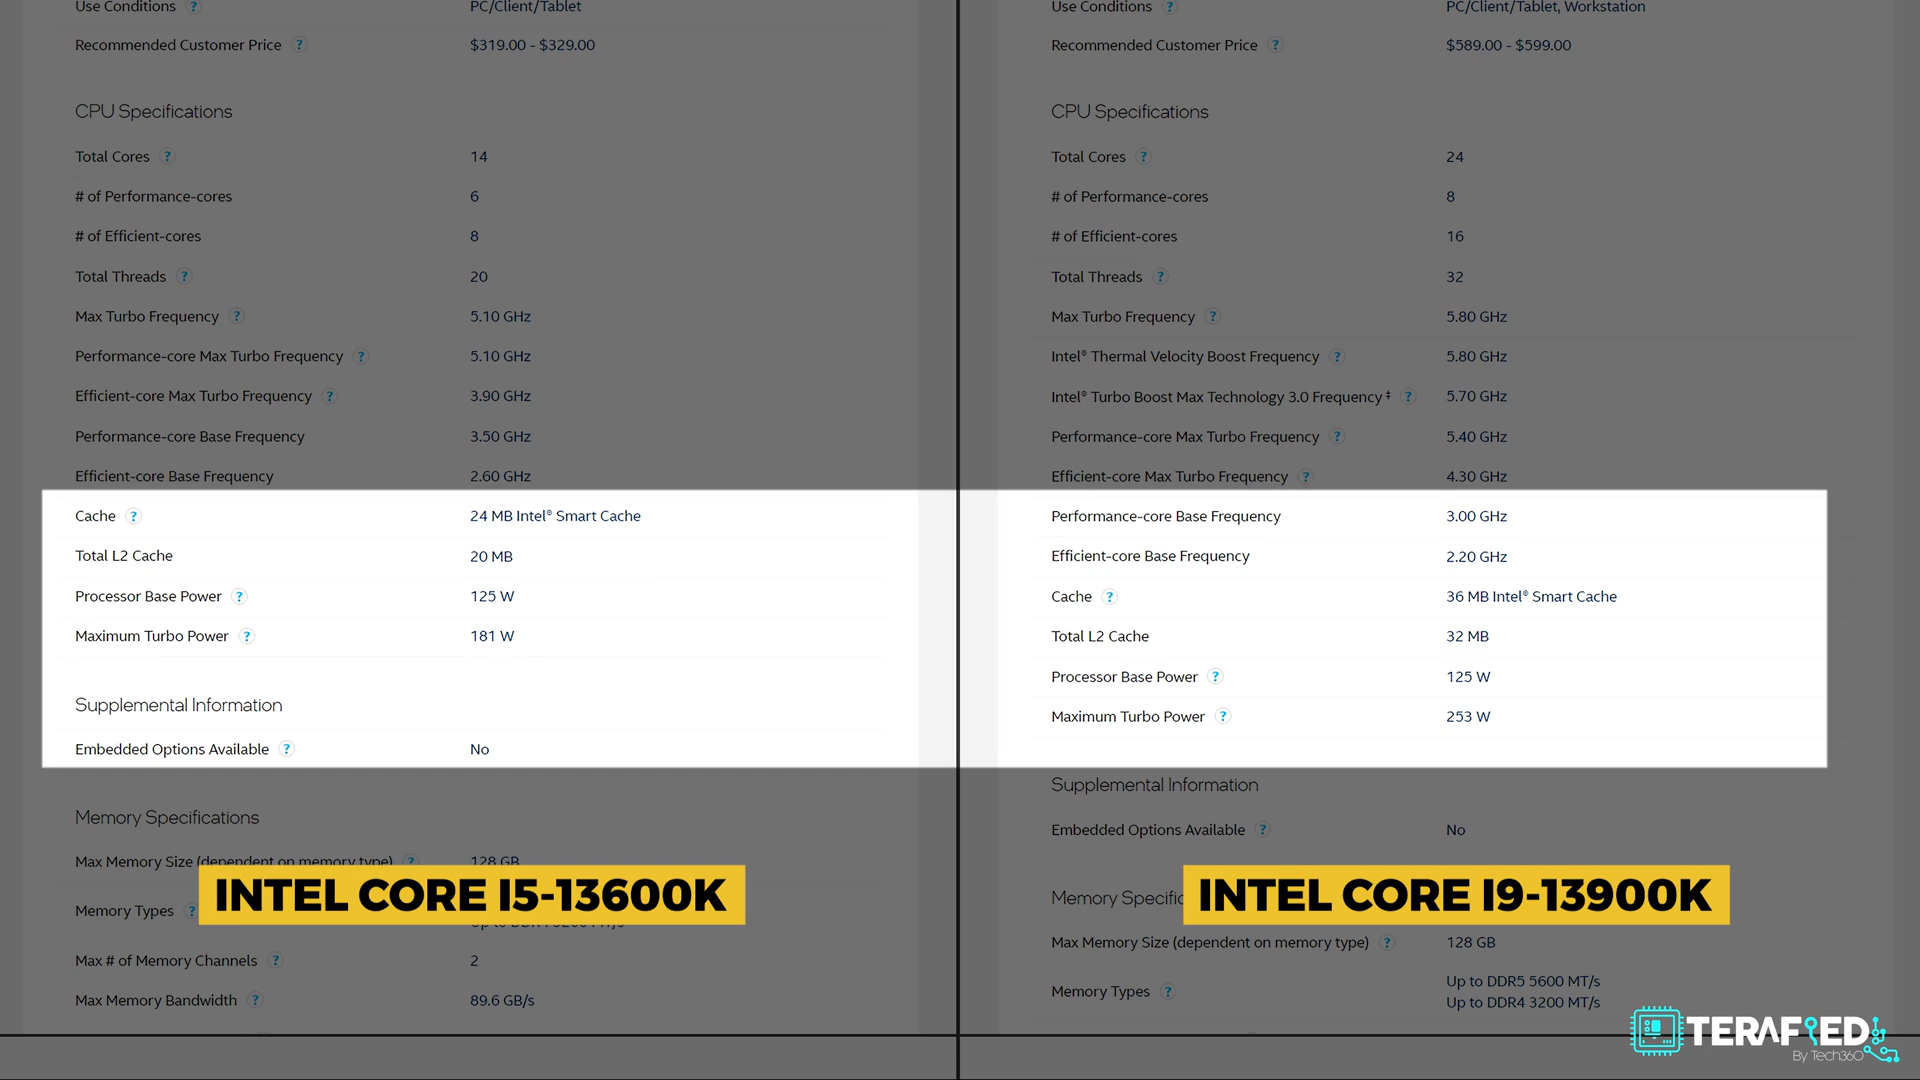 Use Conditions ? PC/Client/Tablet
Recommended Customer Price ? $319.00 - $329.00
CPU Specifications
Total Cores ? 14
# of Performance-cores 6
# of Efficient-cores 8
Total Threads ? 20
Max Turbo Frequency ? 5.10 GHz
Performance-core Max Turbo Frequency ? 5.10 GHz
Efficient-core Max Turbo Frequency ? 3.90 GHz
Performance-core Base Frequency 3.50 GHz
Efficient-core Base Frequency 2.60 GHz
Cache ? 24 MB Intel® Smart Cache
Total L2 Cache 20 MB
Processor Base Power ? 125 W
Maximum Turbo Power ? 181 W
Supplemental Information
Embedded Options Available ? No
Memory Specifications
Max Memory Size (dependent on memory type) ? 128 GB
Memory Types ?
INTEL CORE I5-13600K
Max # of Memory Channels ? 2
Max Memory Bandwidth ? 89.6 GB/s
Use Conditions ? PC/Client/Tablet, Workstation
Recommended Customer Price ? $589.00 - $599.00
CPU Specifications
Total Cores ? 24
# of Performance-cores 8
# of Efficient-cores 16
Total Threads ? 32
Max Turbo Frequency ? 5.80 GHz
Intel® Thermal Velocity Boost Frequency ? 5.80 GHz
Intel® Turbo Boost Max Technology 3.0 Frequency ‡ ? 5.70 GHz
Performance-core Max Turbo Frequency ? 5.40 GHz
Efficient-core Max Turbo Frequency ? 4.30 GHz
Performance-core Base Frequency 3.00 GHz
Efficient-core Base Frequency 2.20 GHz
Cache ? 36 MB Intel® Smart Cache
Total L2 Cache 32 MB
Processor Base Power ? 125 W
Maximum Turbo Power ? 253 W
Supplemental Information
Embedded Options Available ? No
Memory Specific
INTEL CORE I9-13900K
Max Memory Size (dependent on memory type) ? 128 GB
Memory Types ? Up to DDR5 5600 MT/s
Up to DDR4 3200 MT/s
TERAFIED
By Tech360